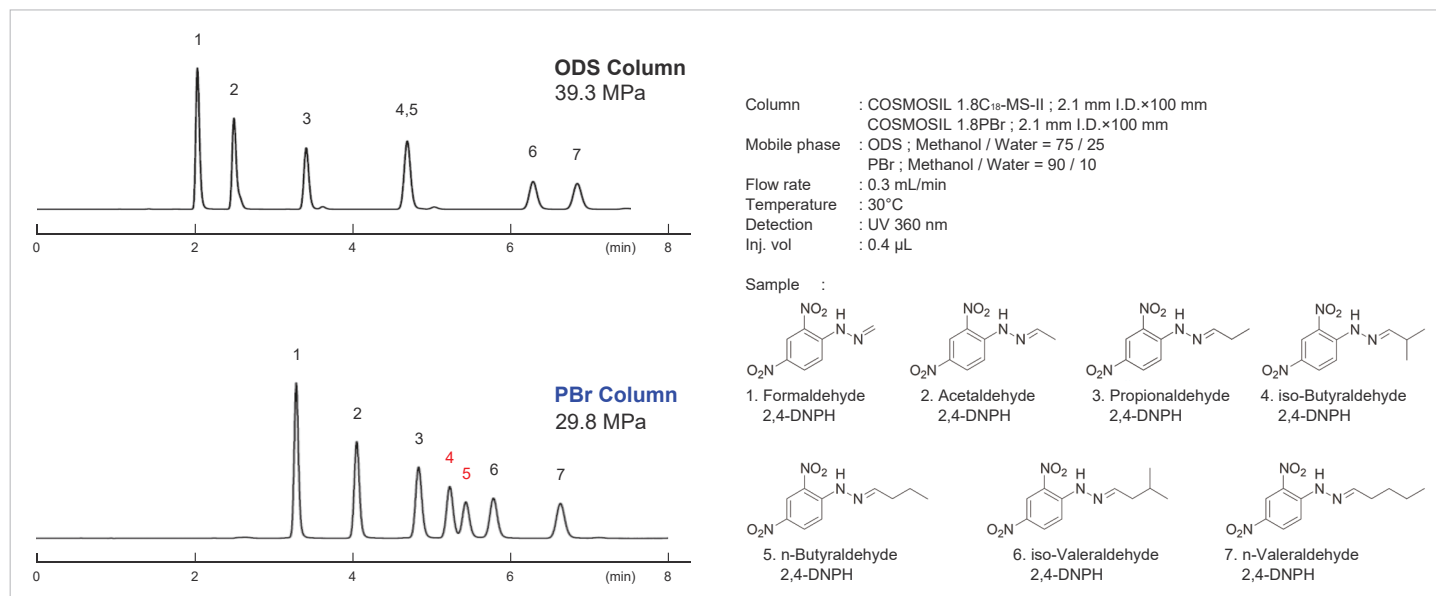 1
2
3
4,5
6
7
ODS Column
39.3 MPa
0
2
4
(min)
6
8
1
2
3
4
5
6
7
PBr Column
29.8 MPa
0
2
4
(min)
6
8
Column : COSMOSIL 1.8C₁₈-MS-II ; 2.1 mm I.D.×100 mm
COSMOSIL 1.8PBr ; 2.1 mm I.D.×100 mm
Mobile phase : ODS ; Methanol / Water = 75 / 25
PBr ; Methanol / Water = 90 / 10
Flow rate : 0.3 mL/min
Temperature : 30°C
Detection : UV 360 nm
Inj. vol : 0.4 µL
Sample :
NO₂
H
N
N
O₂N
1. Formaldehyde
2,4-DNPH
NO₂
H
N
N
O₂N
2. Acetaldehyde
2,4-DNPH
NO₂
H
N
N
O₂N
3. Propionaldehyde
2,4-DNPH
NO₂
H
N
N
O₂N
4. iso-Butyraldehyde
2,4-DNPH
NO₂
H
N
N
O₂N
5. n-Butyraldehyde
2,4-DNPH
NO₂
H
N
N
O₂N
6. iso-Valeraldehyde
2,4-DNPH
NO₂
H
N
N
O₂N
7. n-Valeraldehyde
2,4-DNPH